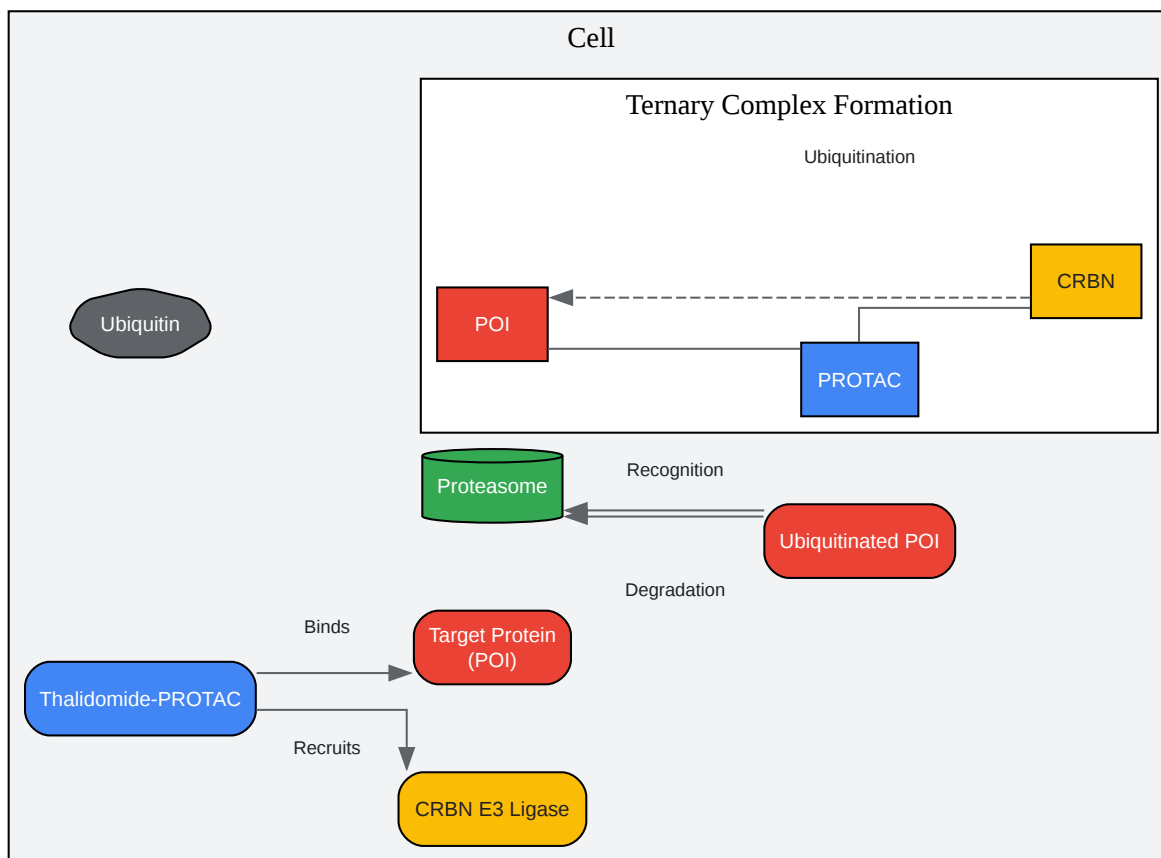 Cell
Ternary Complex Formation
Ubiquitination
CRBN
Ubiquitin
POI
PROTAC
Proteasome
Recognition
Ubiquitinated POI
Degradation
Binds
Target Protein
(POI)
Thalidomide-PROTAC
Recruits
CRBN E3 Ligase